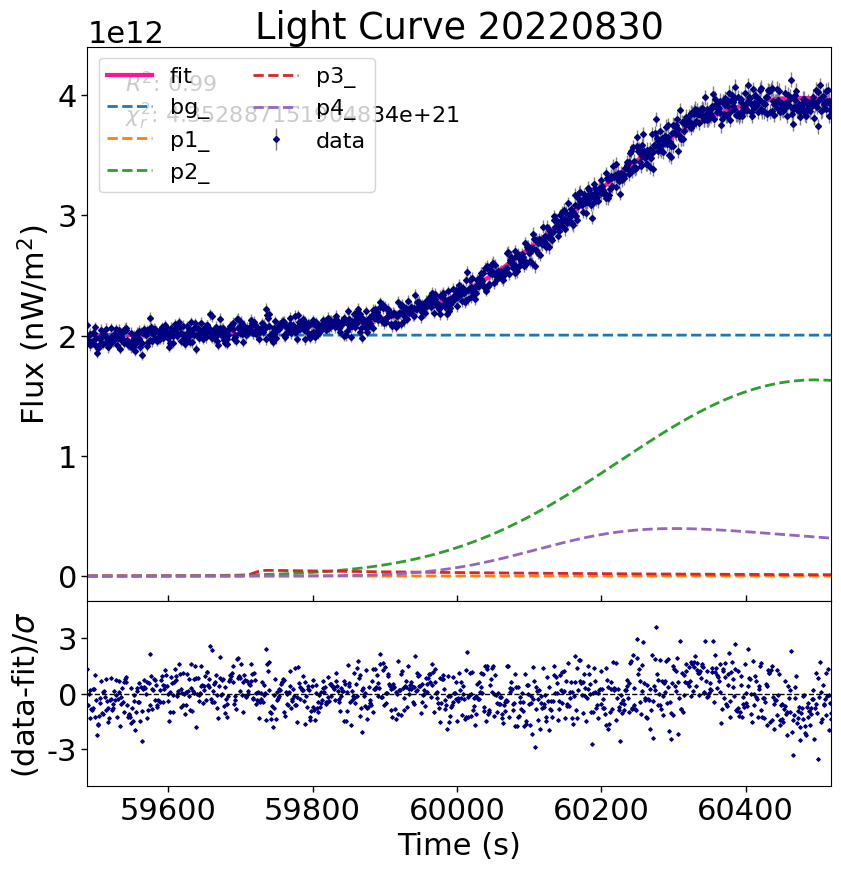 Light Curve 20220830
1e12
fit
bg_
p1_
p2_
p3_
p4_
data
R²: 0.99
4
3
2
1
0
Flux (nW/m²)
3
0
-3
(data-fit)/σ
59600 59800 60000 60200 60400
Time (s)